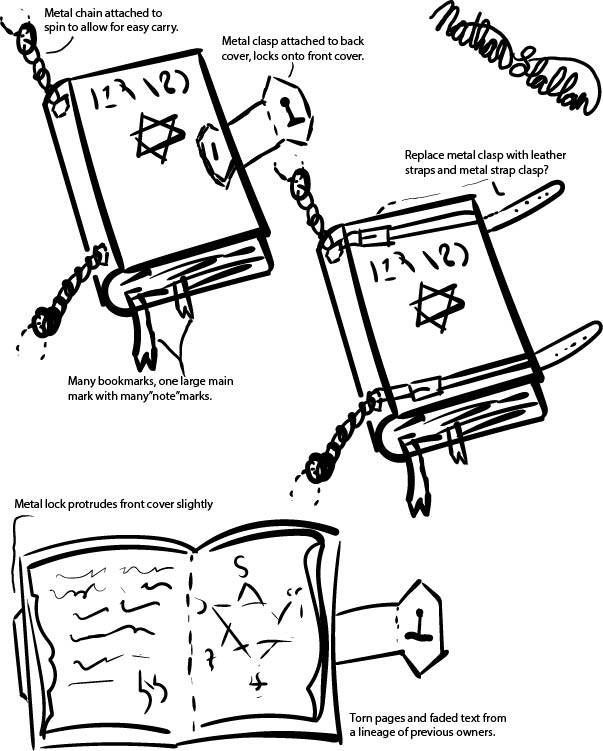 Metal chain attached to
spin to allow for easy carry.
Metal clasp attached to back
cover, locks onto front cover.
Replace metal clasp with leather
straps and metal strap clasp?
Many bookmarks, one large main
mark with many"note"marks.
Metal lock protrudes front cover slightly
Torn pages and faded text from
a lineage of previous owners.